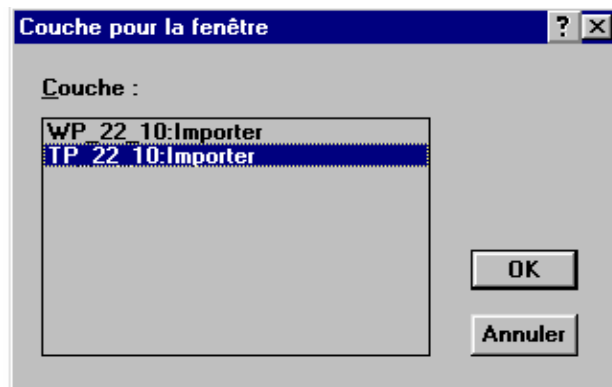 Couche pour la fenêtre
Couche :
WP_22_10:Importer
TP_22_10:Importer
OK
Annuler